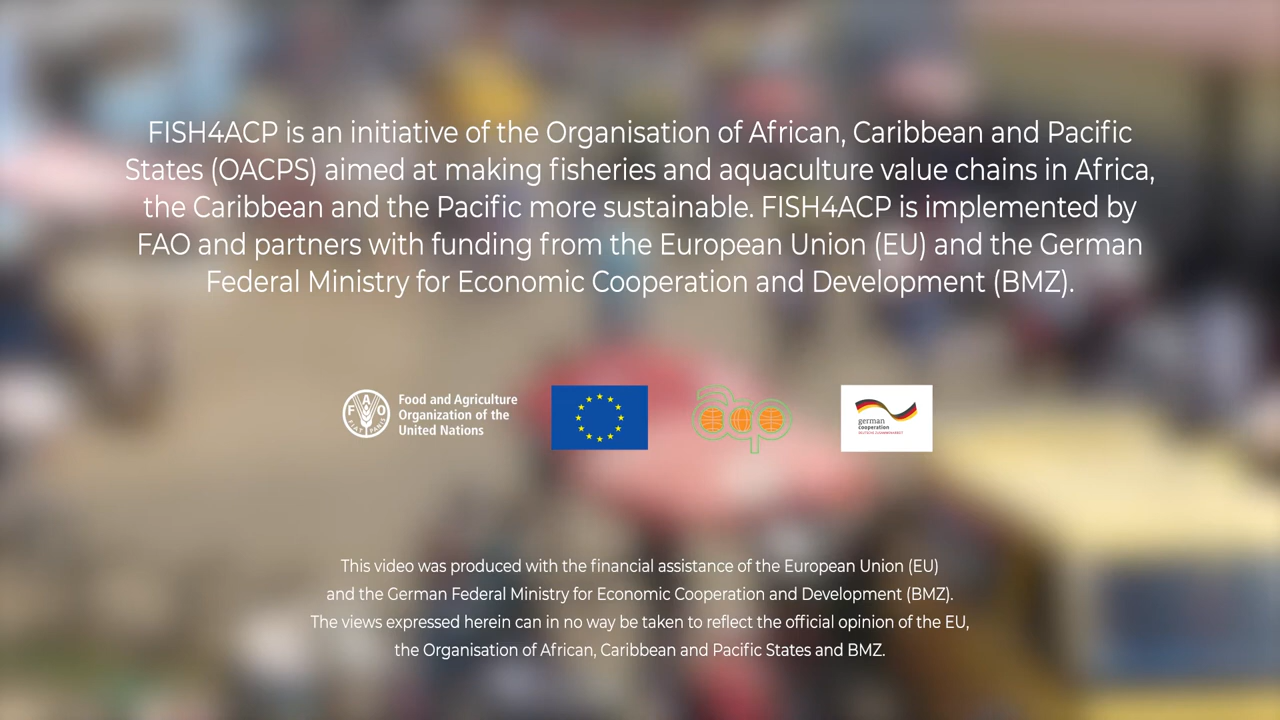 FISH4ACP is an initiative of the Organisation of African, Caribbean and Pacific
States (OACPS) aimed at making fisheries and aquaculture value chains in Africa,
the Caribbean and the Pacific more sustainable. FISH4ACP is implemented by
FAO and partners with funding from the European Union (EU) and the German
Federal Ministry for Economic Cooperation and Development (BMZ).
FAO
FIAT PANIS
Food and Agriculture
Organization of the
United Nations
acp
german
cooperation
DEUTSCHE ZUSAMMENARBEIT
This video was produced with the financial assistance of the European Union (EU)
and the German Federal Ministry for Economic Cooperation and Development (BMZ).
The views expressed herein can in no way be taken to reflect the official opinion of the EU,
the Organisation of African, Caribbean and Pacific States and BMZ.